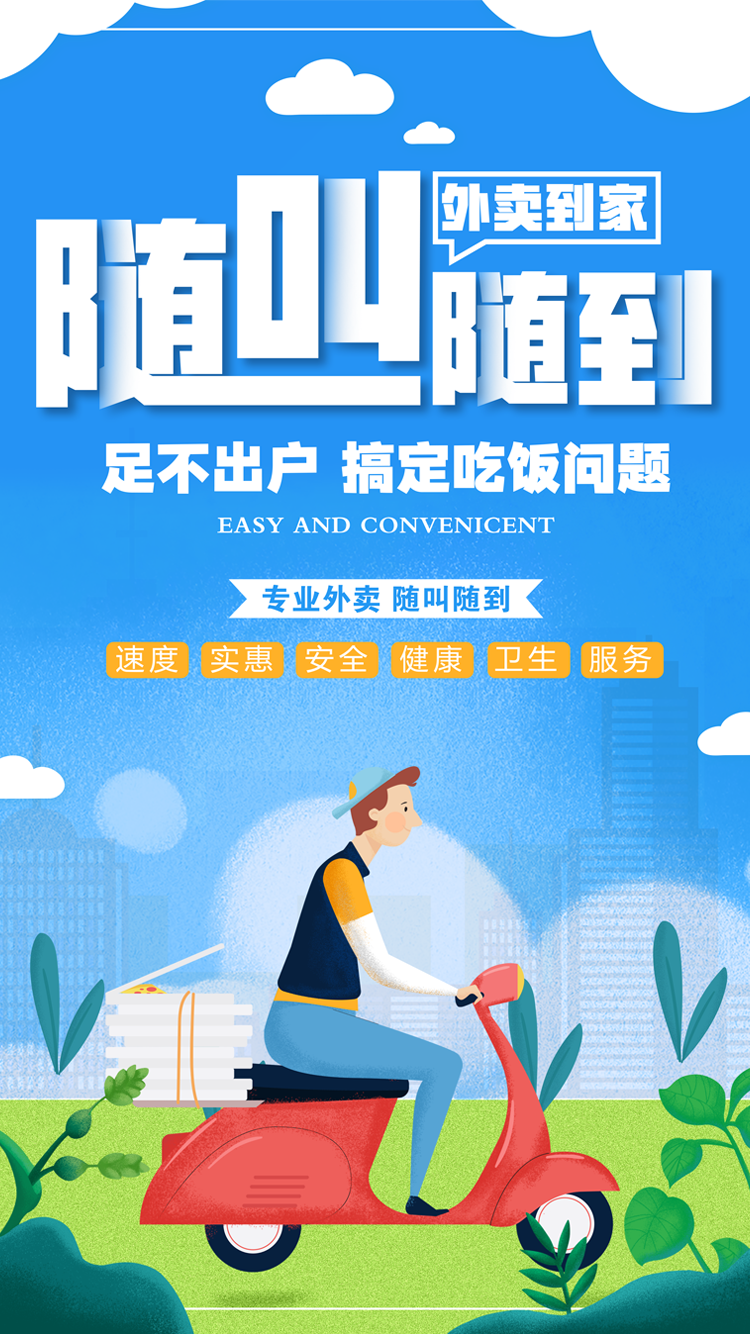 外卖到家
随叫随到
足不出户 搞定吃饭问题
EASY AND CONVENICENT
专业外卖 随叫随到
速度 实惠 安全 健康 卫生 服务